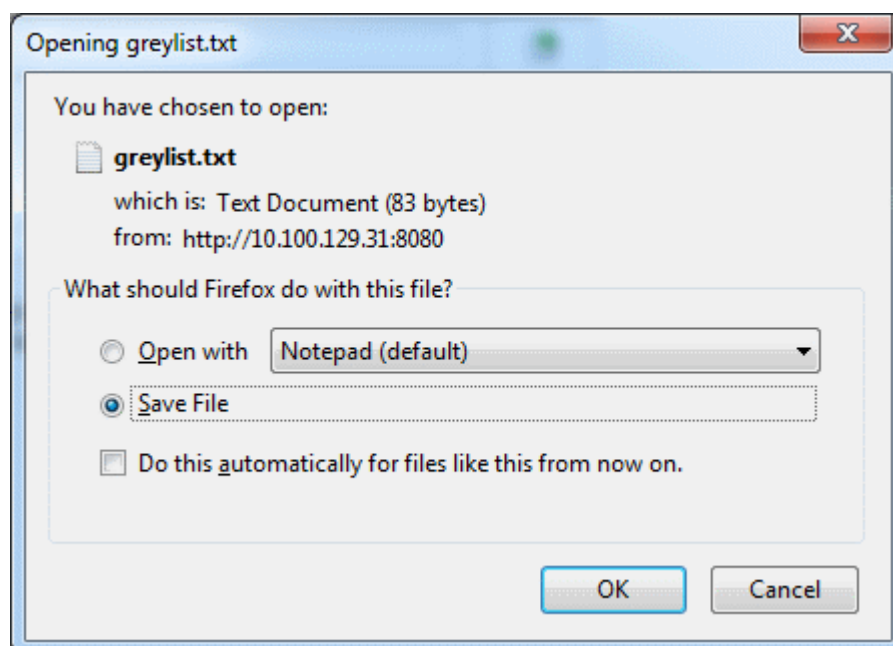 Opening greylist.txt
You have chosen to open:
greylist.txt
which is: Text Document (83 bytes)
from: http://10.100.129.31:8080
What should Firefox do with this file?
Open with Notepad (default)
Save File
Do this automatically for files like this from now on.
OK Cancel